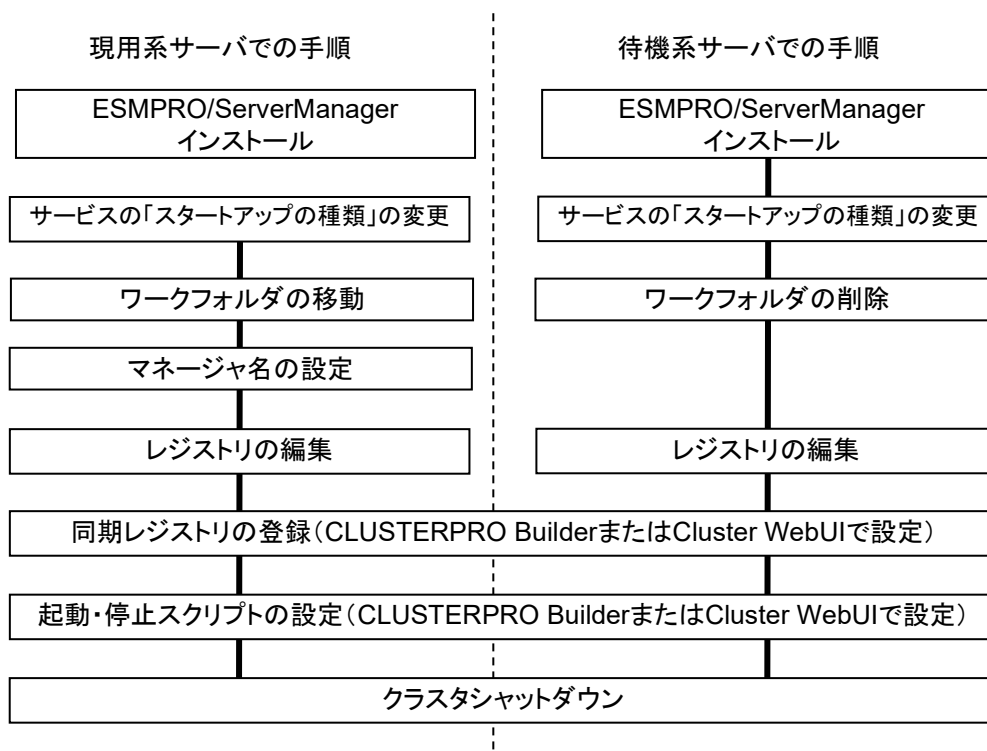 現用系サーバでの手順
待機系サーバでの手順
ESMPRO/ServerManager
インストール
ESMPRO/ServerManager
インストール
サービスの「スタートアップの種類」の変更
サービスの「スタートアップの種類」の変更
ワークフォルダの移動
ワークフォルダの削除
マネージャ名の設定
レジストリの編集
レジストリの編集
同期レジストリの登録(CLUSTERPRO BuilderまたはCluster WebUIで設定)
起動・停止スクリプトの設定(CLUSTERPRO BuilderまたはCluster WebUIで設定)
クラスタシャットダウン